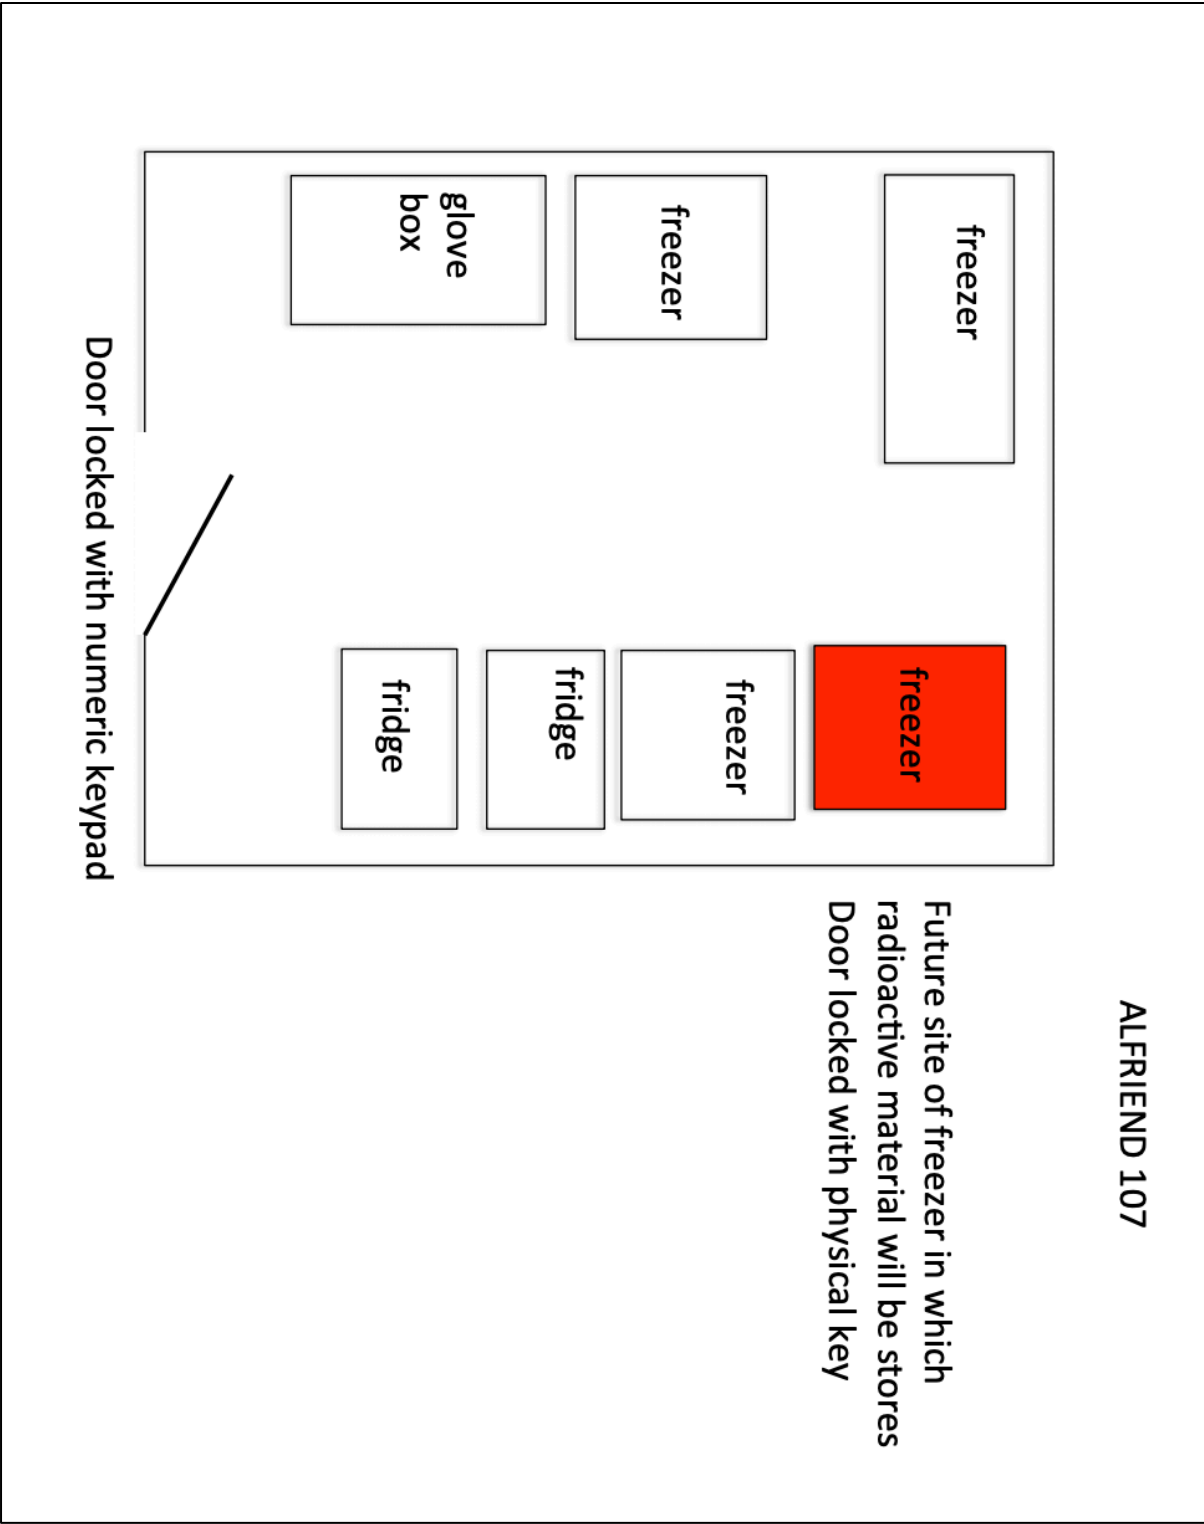 ALFRIEND 107
Future site of freezer in which
radioactive material will be stores
Door locked with physical key
freezer
freezer
freezer
freezer
fridge
glove
box
fridge
Door locked with numeric keypad